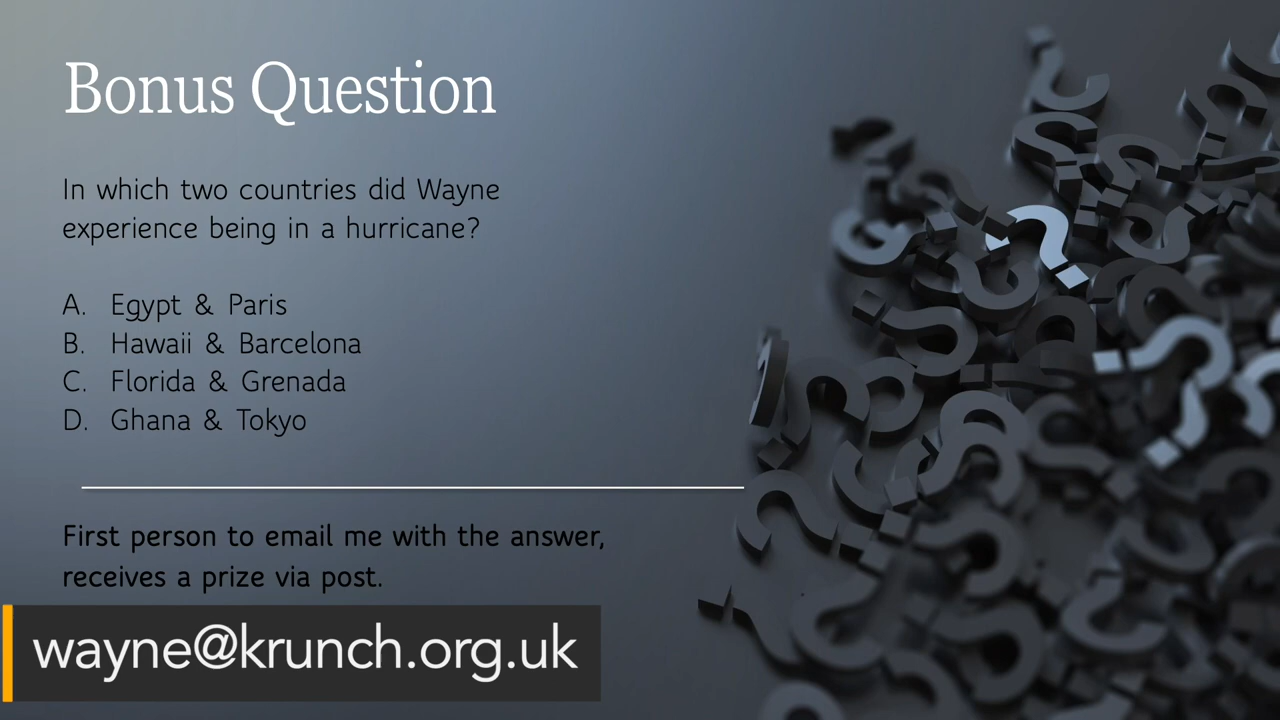 Bonus Question
In which two countries did Wayne
experience being in a hurricane?
A. Egypt & Paris
B. Hawaii & Barcelona
C. Florida & Grenada
D. Ghana & Tokyo
First person to email me with the answer,
receives a prize via post.
wayne@krunch.org.uk